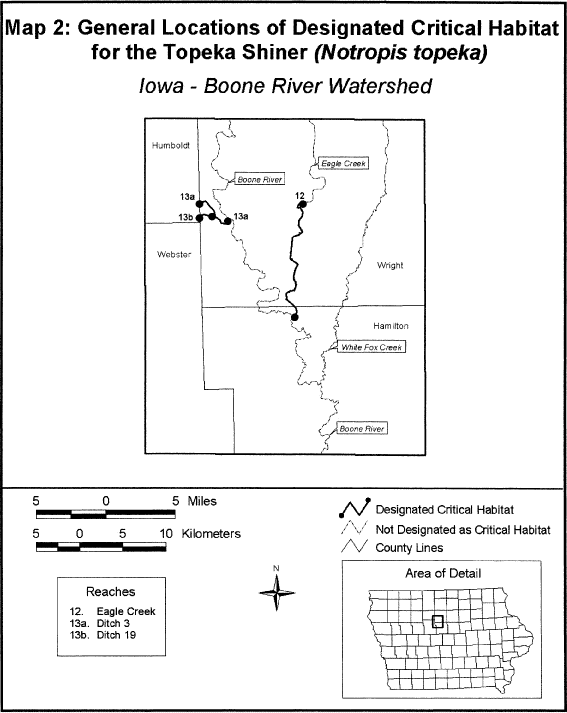 Map 2: General Locations of Designated Critical Habitat
for the Topeka Shiner (Notropis topeka)
Iowa - Boone River Watershed
Humboldt
Eagle Creek
Boone River
13a
12
13b
13a
Webster
Wright
Hamilton
White Fox Creek
Boone River
5 0 5 Miles
5 0 5 10 Kilometers
Designated Critical Habitat
Not Designated as Critical Habitat
County Lines
N
Reaches
12. Eagle Creek
13a. Ditch 3
13b. Ditch 19
Area of Detail